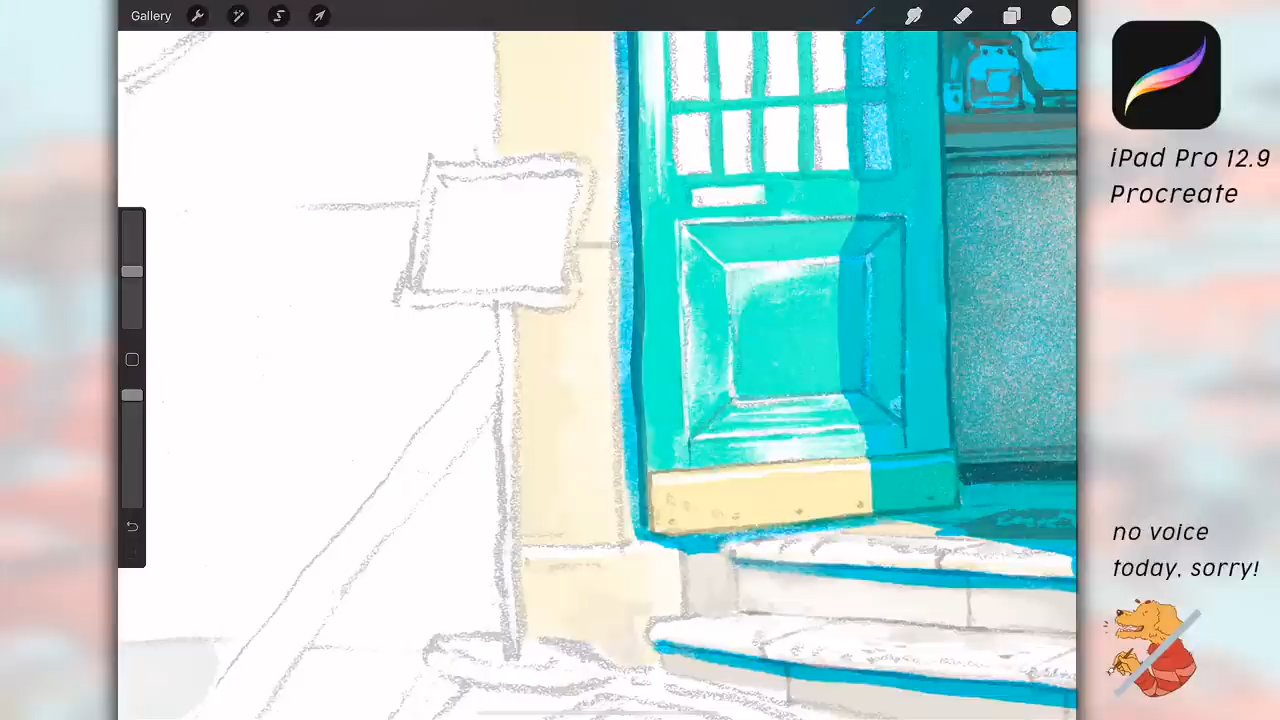 Gallery
iPad Pro 12.9
Procreate
no voice
today, sorry!